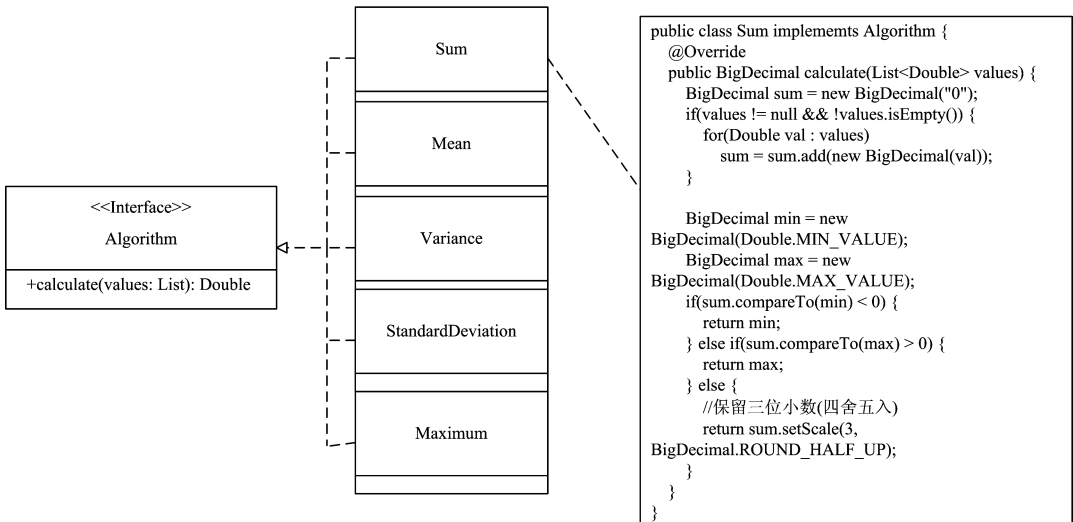 <<Interface>>
Algorithm
+calculate(values: List): Double
Sum
Mean
Variance
StandardDeviation
Maximum
public class Sum implememts Algorithm {
@Override
public BigDecimal calculate(List<Double> values) {
BigDecimal sum = new BigDecimal("0");
if(values != null && !values.isEmpty()) {
for(Double val : values)
sum = sum.add(new BigDecimal(val));
}
BigDecimal min = new
BigDecimal(Double.MIN_VALUE);
BigDecimal max = new
BigDecimal(Double.MAX_VALUE);
if(sum.compareTo(min) < 0) {
return min;
} else if(sum.compareTo(max) > 0) {
return max;
} else {
//保留三位小数(四舍五入)
return sum.setScale(3,
BigDecimal.ROUND_HALF_UP);
}
}
}